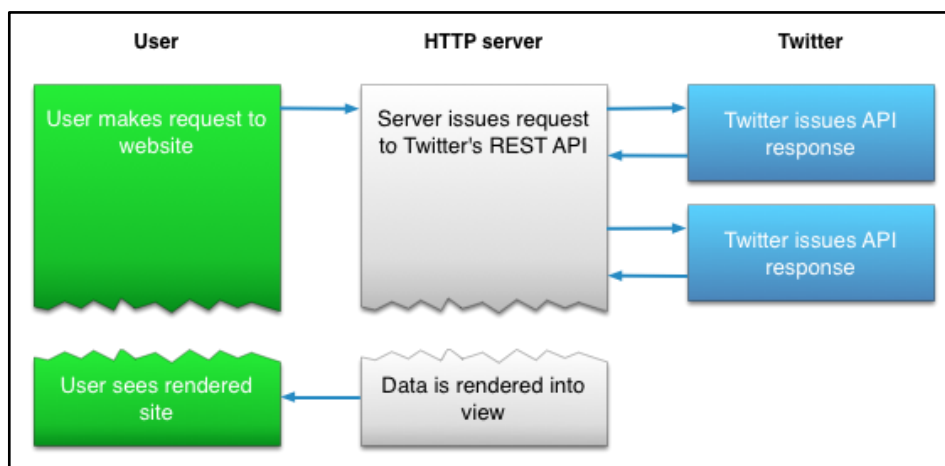 User
HTTP server
Twitter
User makes request to
website
Server issues request
to Twitter's REST API
Twitter issues API
response
Twitter issues API
response
User sees rendered
site
Data is rendered into
view